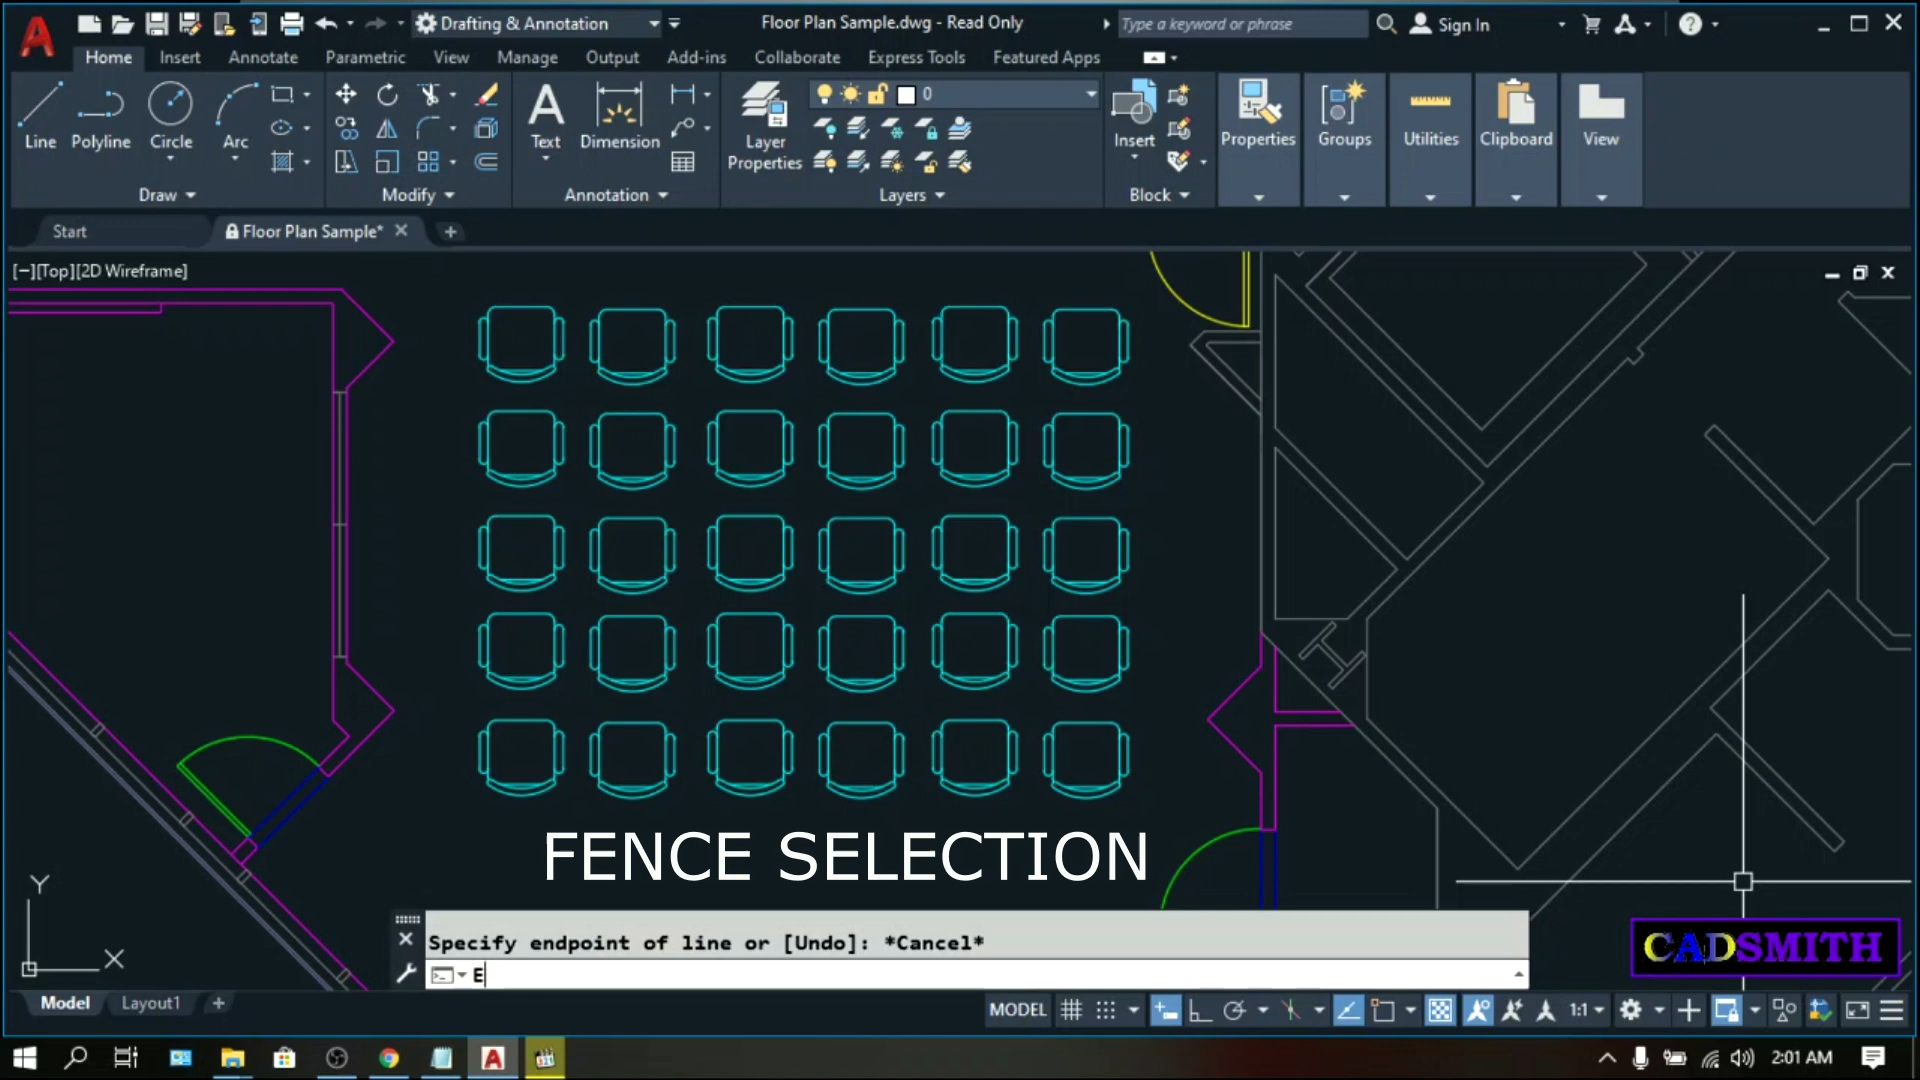 Drafting & Annotation
Floor Plan Sample.dwg - Read Only
Type a keyword or phrase
Sign In
Home Insert Annotate Parametric View Manage Output Add-ins Collaborate Express Tools Featured Apps
0
Line Polyline Circle Arc
Text Dimension
Layer Properties
Insert
Properties Groups Utilities Clipboard View
Draw Modify Annotation Layers Block
Start Floor Plan Sample*
[−][Top][2D Wireframe]
FENCE SELECTION
Y
X
Specify endpoint of line or [Undo]: *Cancel*
E
CADSMITH
Model Layout1
MODEL
1:1
2:01 AM